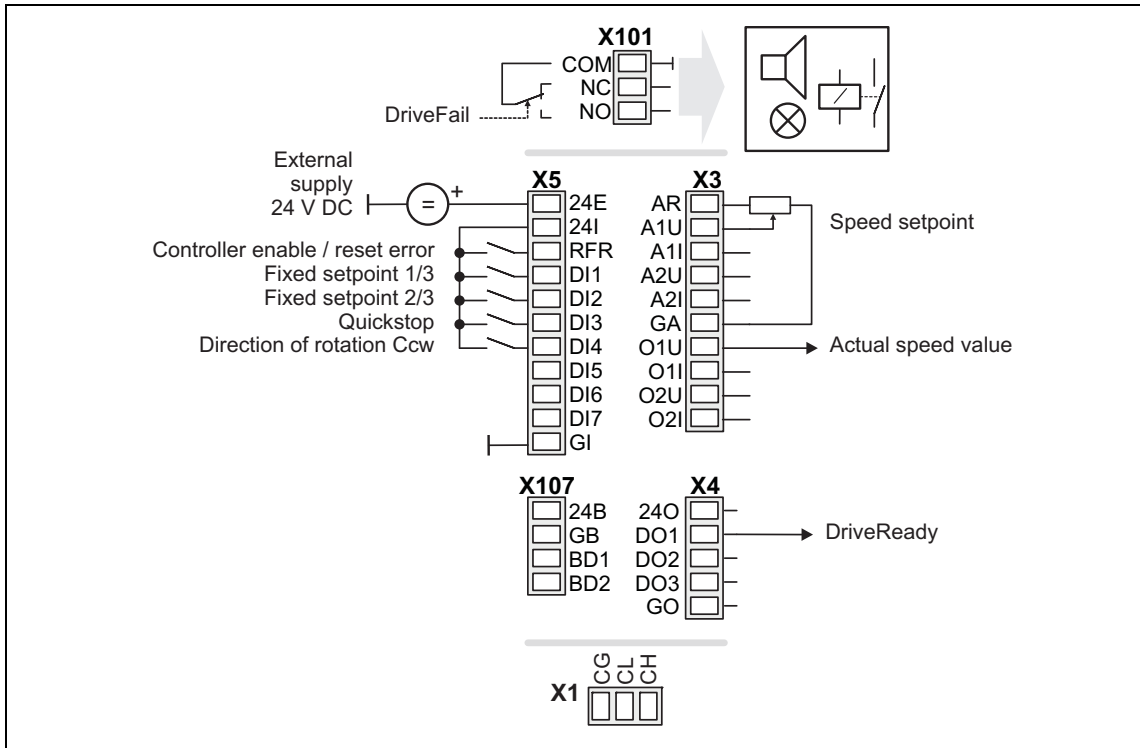 X101
COM
NC
NO
DriveFail
External
supply
24 V DC
=
+
X5
24E
24I
RFR
DI1
DI2
DI3
DI4
DI5
DI6
DI7
GI
Controller enable / reset error
Fixed setpoint 1/3
Fixed setpoint 2/3
Quickstop
Direction of rotation Ccw
X3
AR
A1U
A1I
A2U
A2I
GA
O1U
O1I
O2U
O2I
Speed setpoint
Actual speed value
X107
24B
GB
BD1
BD2
X4
24O
DO1
DO2
DO3
GO
DriveReady
X1
CG
CL
CH